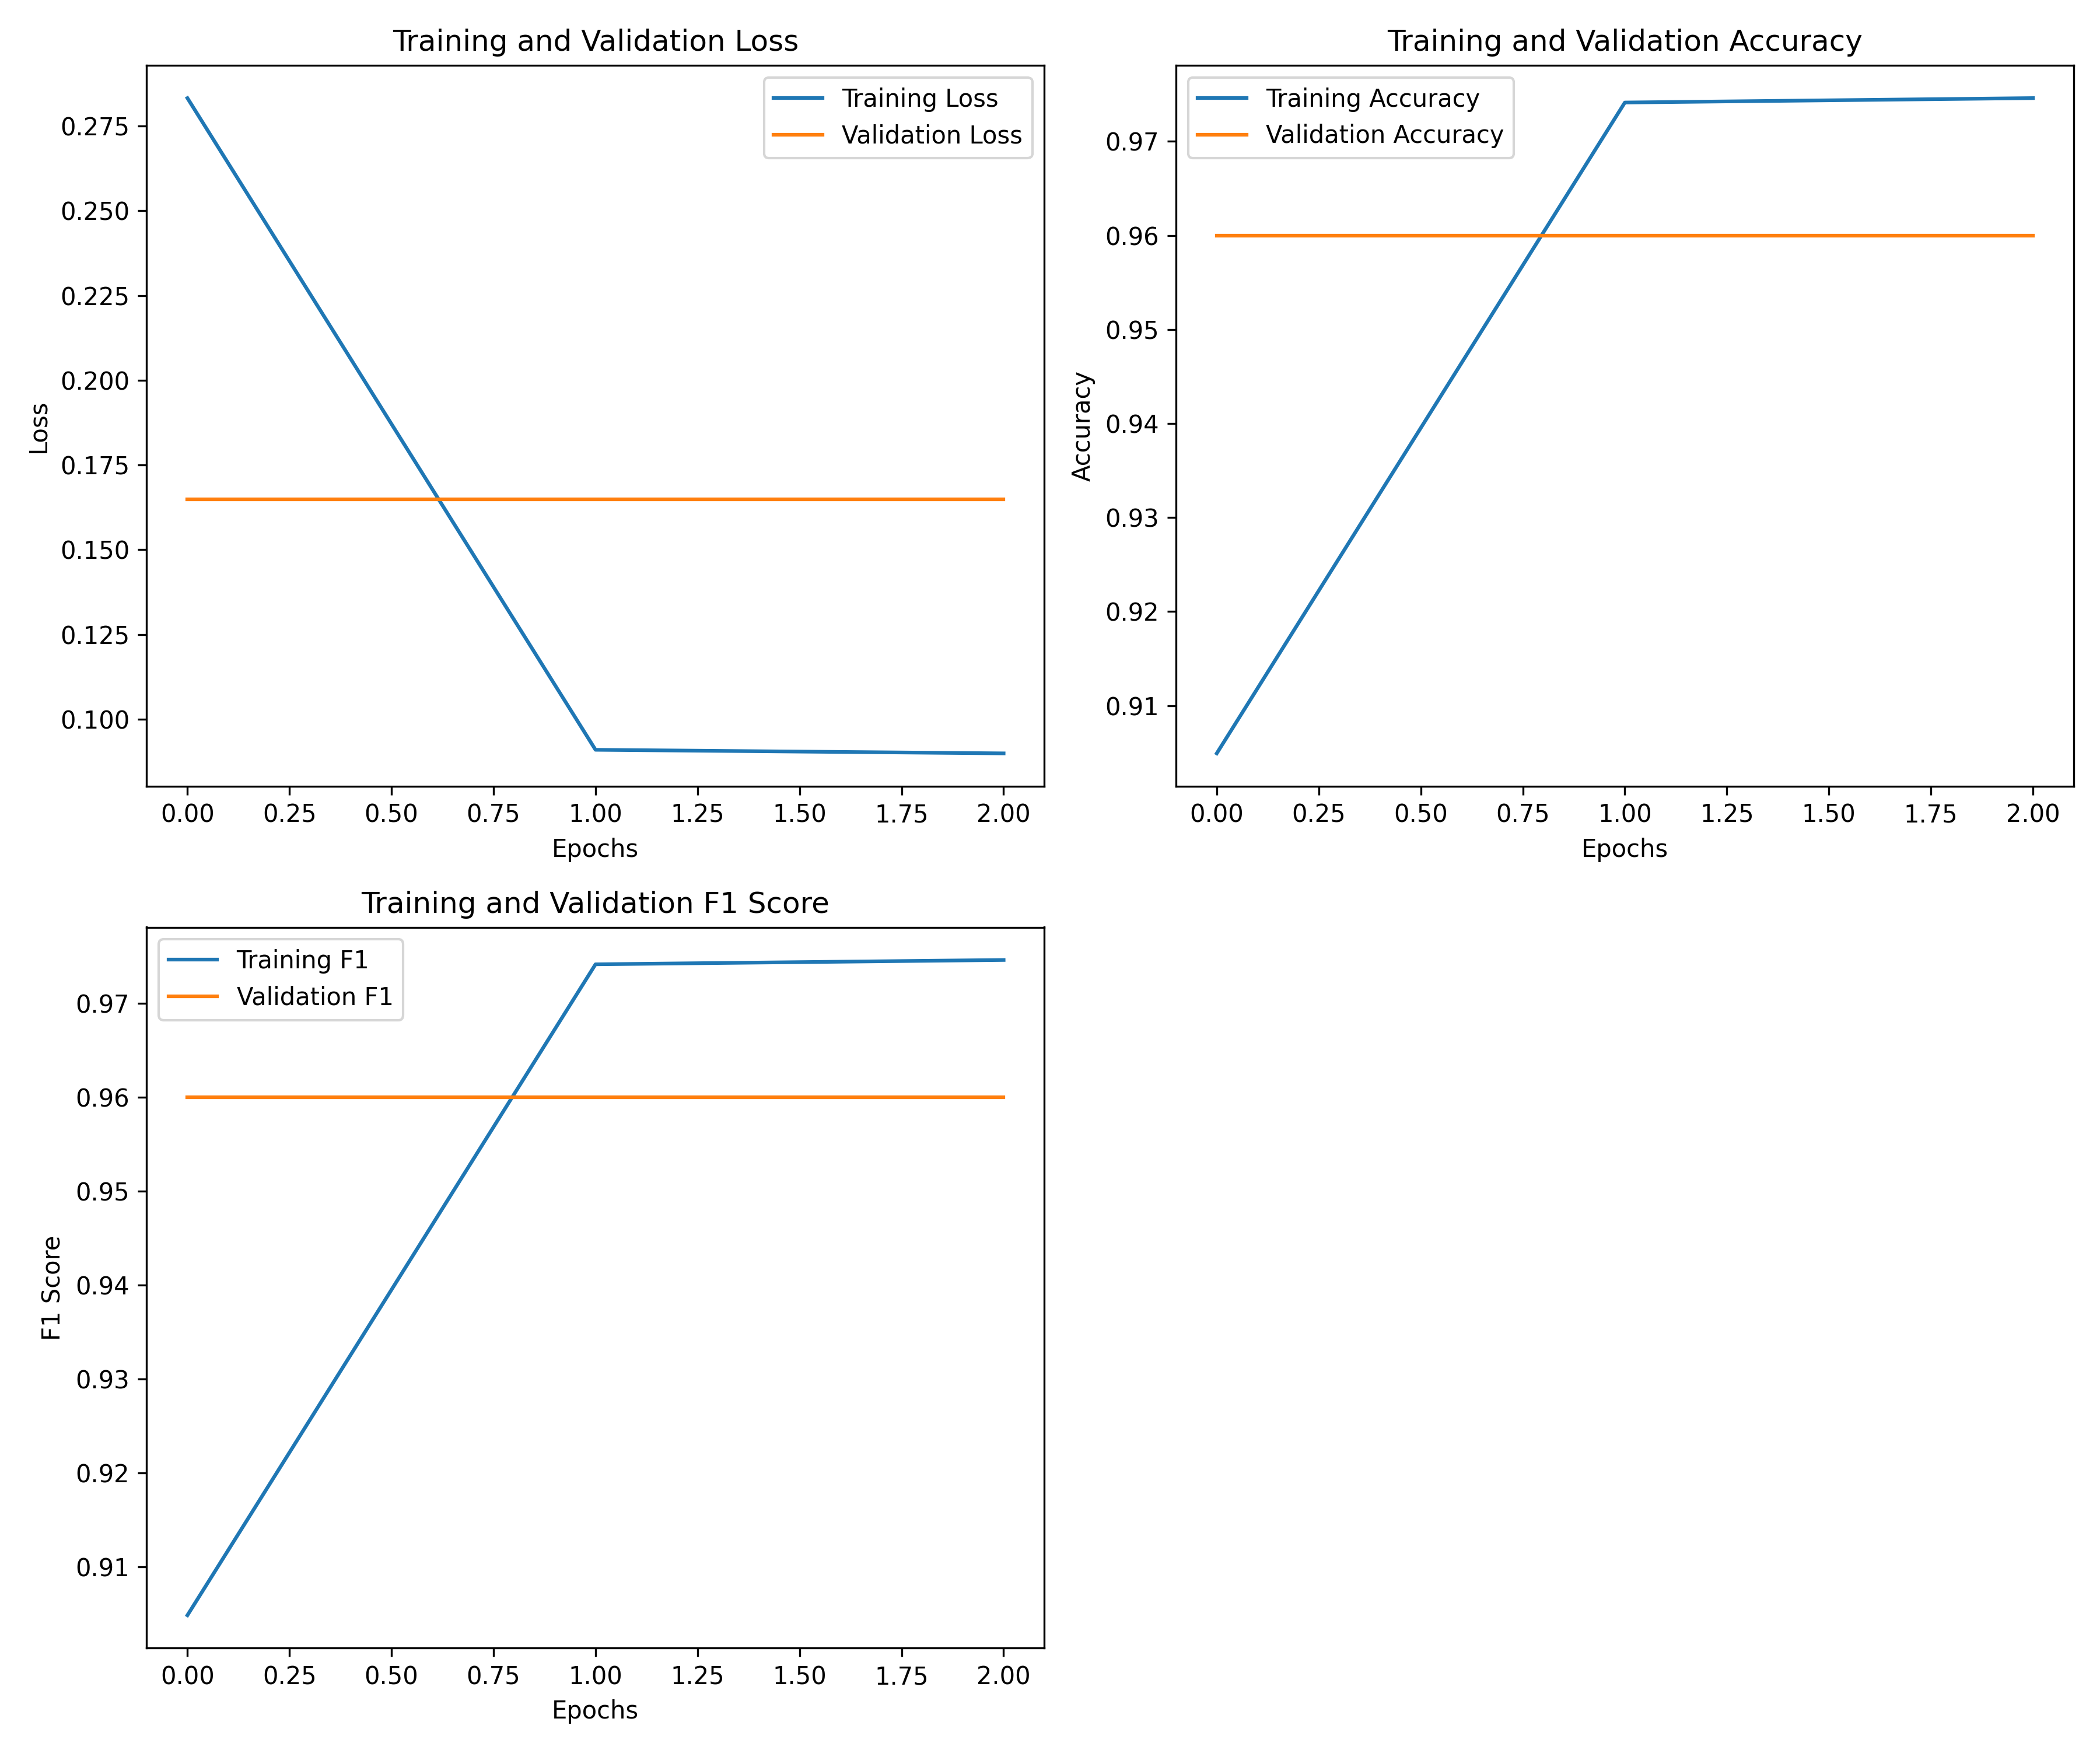 Training and Validation Loss
Training Loss
Validation Loss
0.275
0.250
0.225
0.200
0.175
0.150
0.125
0.100
Loss
0.00 0.25 0.50 0.75 1.00 1.25 1.50 1.75 2.00
Epochs
Training and Validation Accuracy
Training Accuracy
Validation Accuracy
0.97
0.96
0.95
0.94
0.93
0.92
0.91
Accuracy
0.00 0.25 0.50 0.75 1.00 1.25 1.50 1.75 2.00
Epochs
Training and Validation F1 Score
Training F1
Validation F1
0.97
0.96
0.95
0.94
0.93
0.92
0.91
F1 Score
0.00 0.25 0.50 0.75 1.00 1.25 1.50 1.75 2.00
Epochs